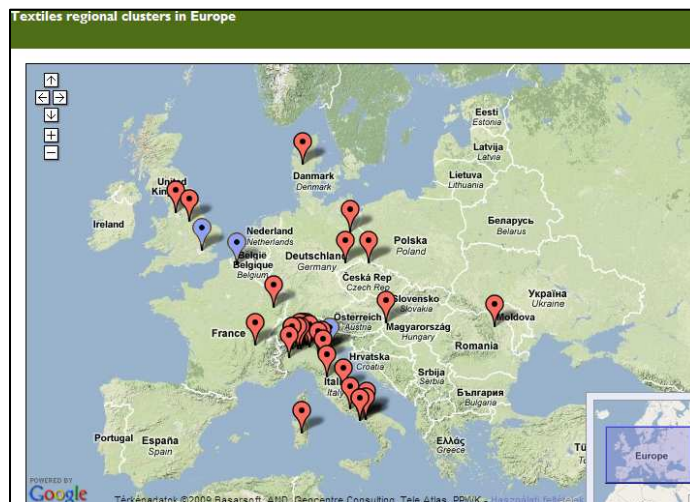 Textiles regional clusters in Europe
Eesti
Estonia
Latvija
Latvia
Danmark
Denmark
Lietuva
Lithuania
United
Ireland
Беларусь
Belarus
Nederland
Netherlands
Deutschland
Germany
Polska
Poland
België
Belgique
Belgium
Česká Rep
Czech Rep
Slovensko
Slovakia
Україна
Ukraine
Moldova
Österreich
Austria
Magyarország
Hungary
France
Romania
Hrvatska
Croatia
Italia
Italy
Srbija
Serbia
България
Bulgaria
Portugal
España
Spain
Ελλάς
Greece
Europe
POWERED BY
Google
Térképadatok ©2009 Basarsoft, AND, Geocentre Consulting, Tele Atlas, PPWK - Használati feltételek